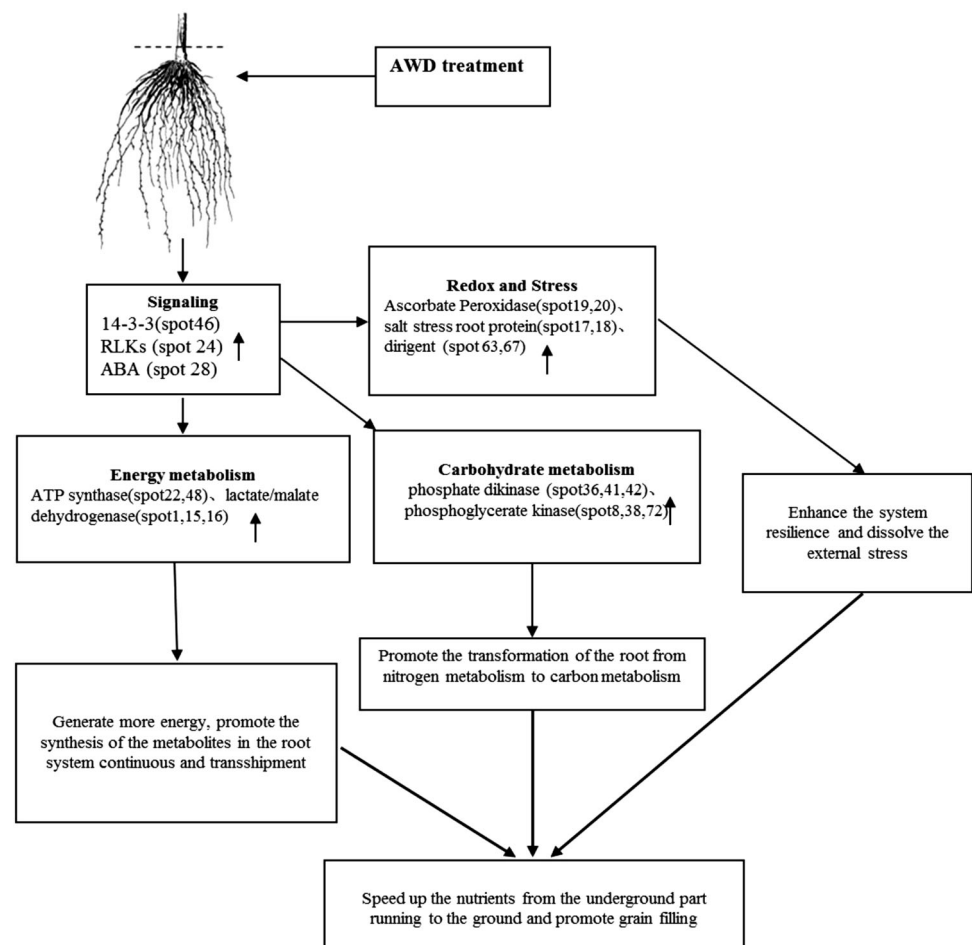 AWD treatment
Signaling
14-3-3(spot46)
RLKs (spot 24)
ABA (spot 28)
Redox and Stress
Ascorbate Peroxidase(spot19,20)、
salt stress root protein(spot17,18)、
dirigent (spot 63,67)
Energy metabolism
ATP synthase(spot22,48)、lactate/malate
dehydrogenase(spot1,15,16)
Carbohydrate metabolism
phosphate dikinase (spot36,41,42)、
phosphoglycerate kinase(spot8,38,72)
Enhance the system
resilience and dissolve the
external stress
Promote the transformation of the root from
nitrogen metabolism to carbon metabolism
Generate more energy, promote the
synthesis of the metabolites in the root
system continuous and transshipment
Speed up the nutrients from the underground part
running to the ground and promote grain filling